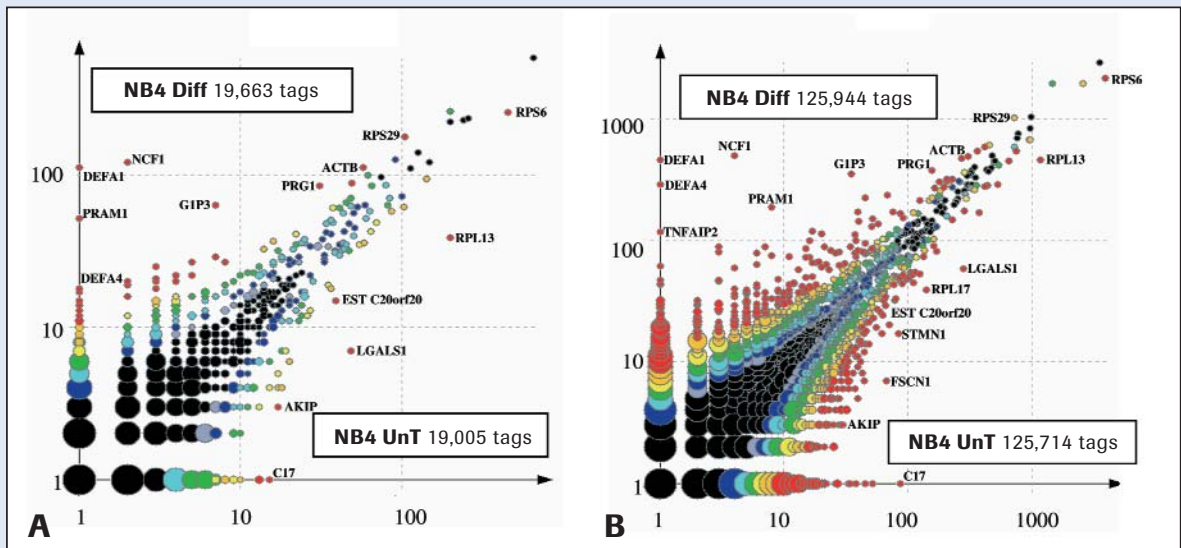 NB4 Diff 19,663 tags
RPS6
RPS29
NCF1
ACTB
DEFA1
PRG1
G1P3
PRAM1
RPL13
DEFA4
EST C20orf20
LGALS1
AKIP
NB4 UnT 19,005 tags
C17
100
10
1
1
10
100
A
NB4 Diff 125,944 tags
RPS6
RPS29
NCF1
ACTB
DEFA1
G1P3
PRG1
RPL13
DEFA4
PRAM1
TNFAIP2
LGALS1
RPL17
EST C20orf20
STMN1
FSCN1
AKIP
NB4 UnT 125,714 tags
C17
1000
100
10
1
1
10
100
1000
B